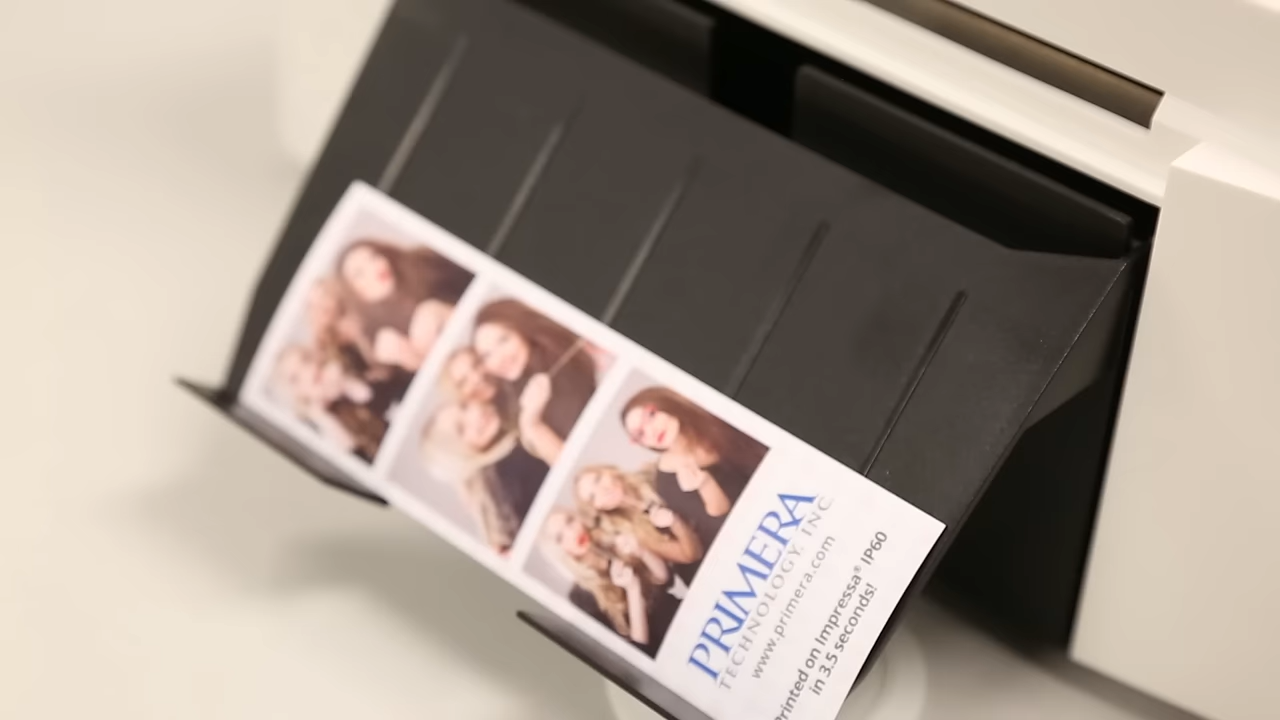 PRIMERA
TECHNOLOGY, INC
www.primera.com
Printed on Impressa® IP60
in 3.5 seconds!